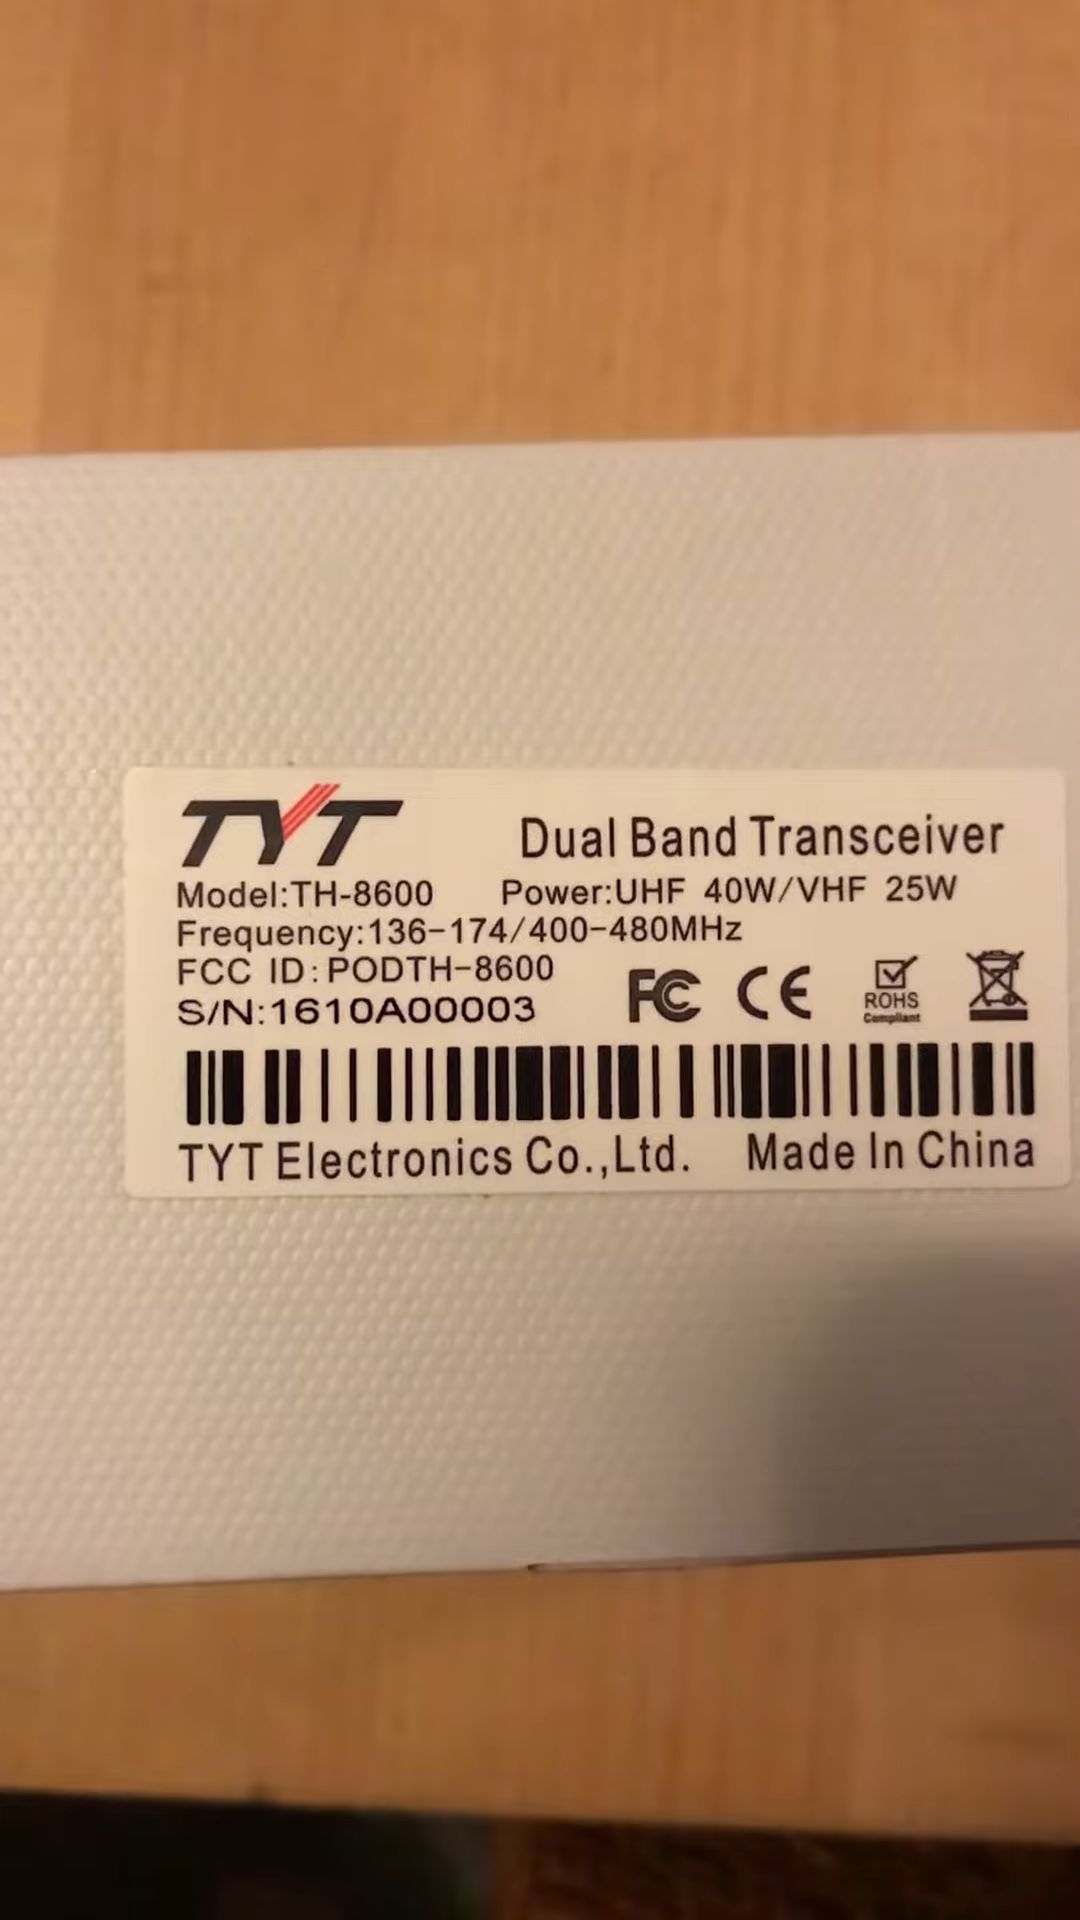 TYT
Dual Band Transceiver
Model:TH-8600 Power:UHF 40W/VHF 25W
Frequency:136-174/400-480MHz
FCC ID:PODTH-8600
S/N:1610A00003
FC CE ROHS
Compliant
TYT Electronics Co.,Ltd. Made In China